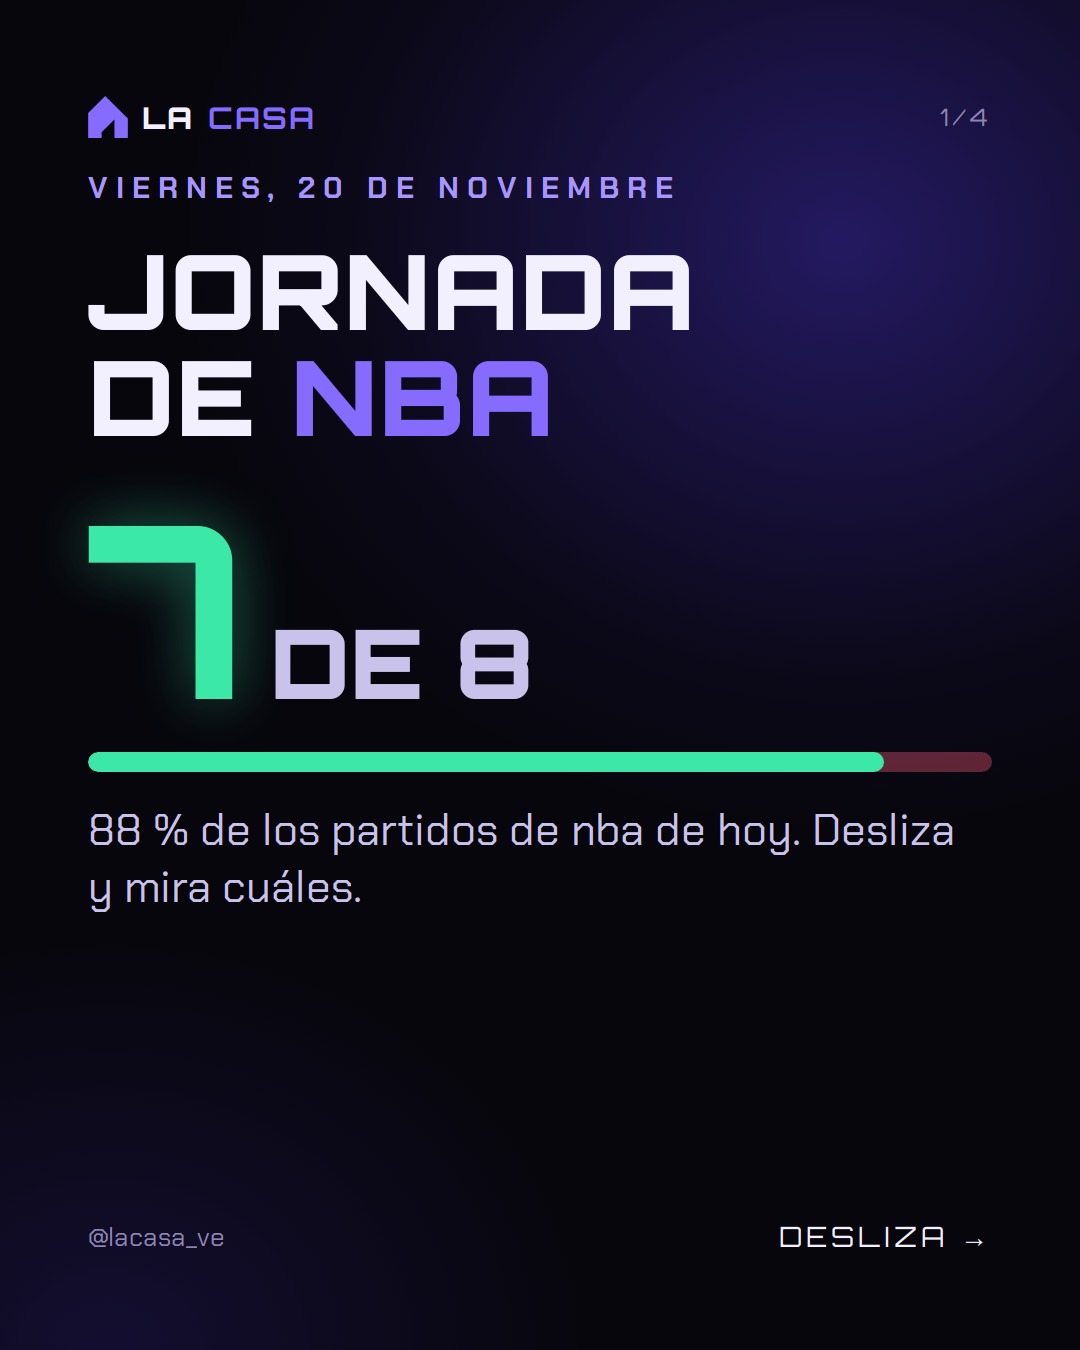 LA CASA
1/4
VIERNES, 20 DE NOVIEMBRE
JORNADA
DE NBA
7 DE 8
88 % de los partidos de nba de hoy. Desliza
y mira cuáles.
@lacasa_ve
DESLIZA →